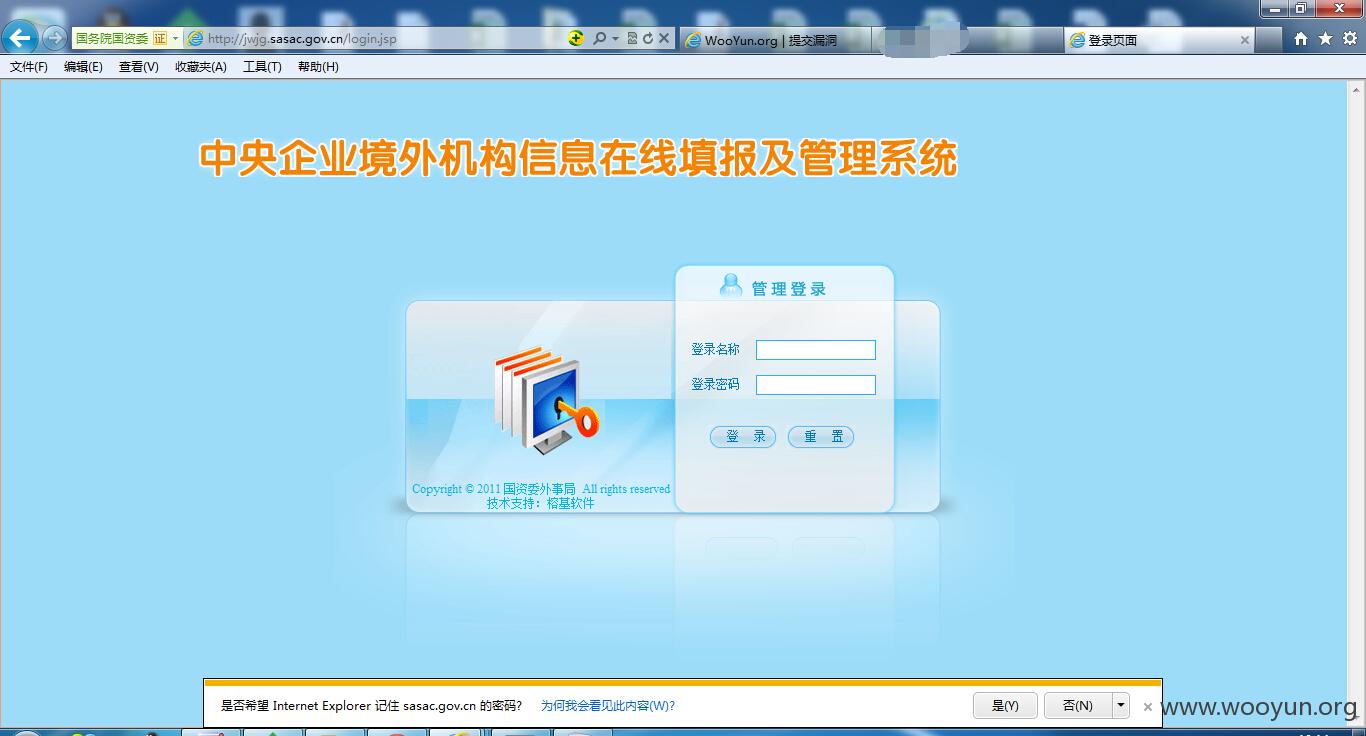 国务院国资委 证 http://jwjg.sasac.gov.cn/login.jsp WooYun.org | 提交漏洞 登录页面
文件(F) 编辑(E) 查看(V) 收藏夹(A) 工具(T) 帮助(H)
中央企业境外机构信息在线填报及管理系统
管理登录
登录名称
登录密码
登 录 重 置
Copyright © 2011 国资委外事局 All rights reserved
技术支持：榕基软件
是否希望 Internet Explorer 记住 sasac.gov.cn 的密码? 为何我会看见此内容(W)? 是(Y) 否(N)
www.wooyun.org